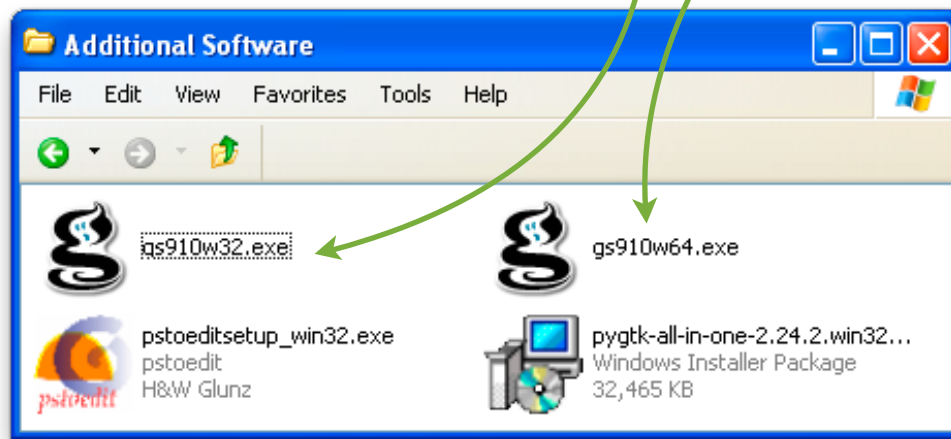 Additional Software
File Edit View Favorites Tools Help
gs910w32.exe
gs910w64.exe
pstoeditsetup_win32.exe
pstoedit
H&W Glunz
pstoedit
pygtk-all-in-one-2.24.2.win32...
Windows Installer Package
32,465 KB